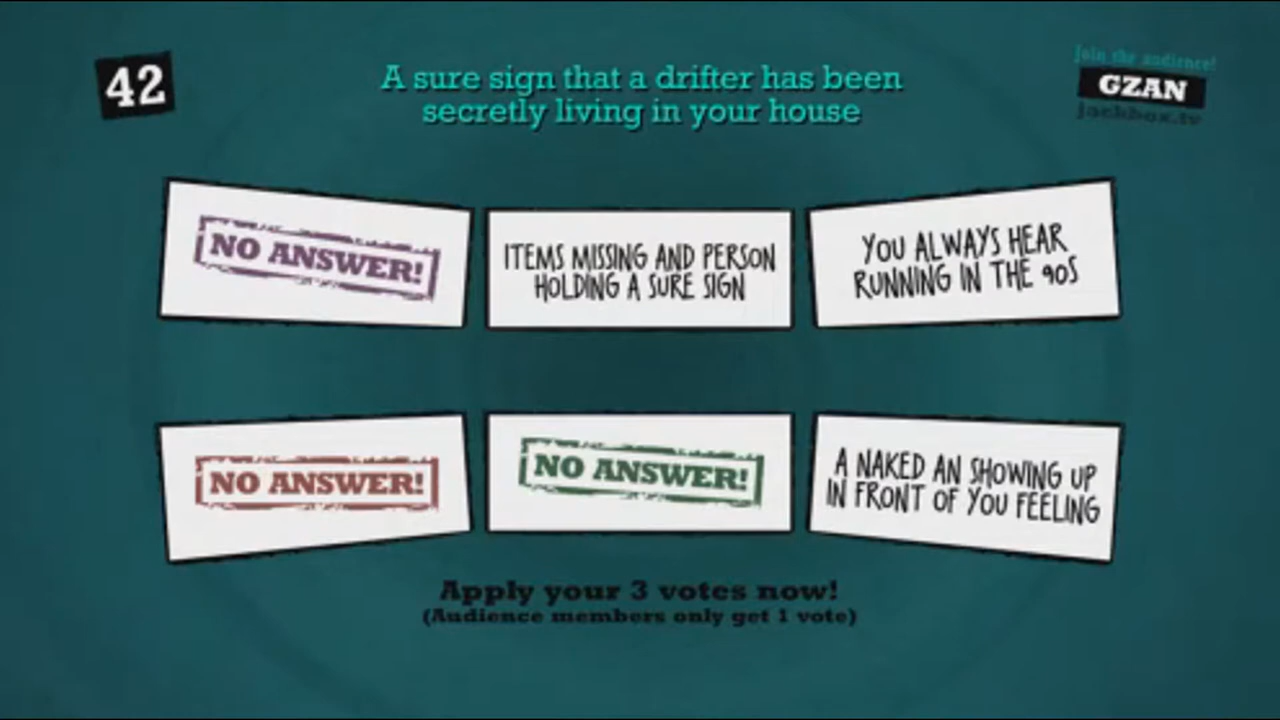 42
A sure sign that a drifter has been
secretly living in your house
Join the audience!
GZAN
jackbox.tv
NO ANSWER!
ITEMS MISSING AND PERSON
HOLDING A SURE SIGN
YOU ALWAYS HEAR
RUNNING IN THE 90S
NO ANSWER!
NO ANSWER!
A NAKED AN SHOWING UP
IN FRONT OF YOU FEELING
Apply your 3 votes now!
(Audience members only get 1 vote)